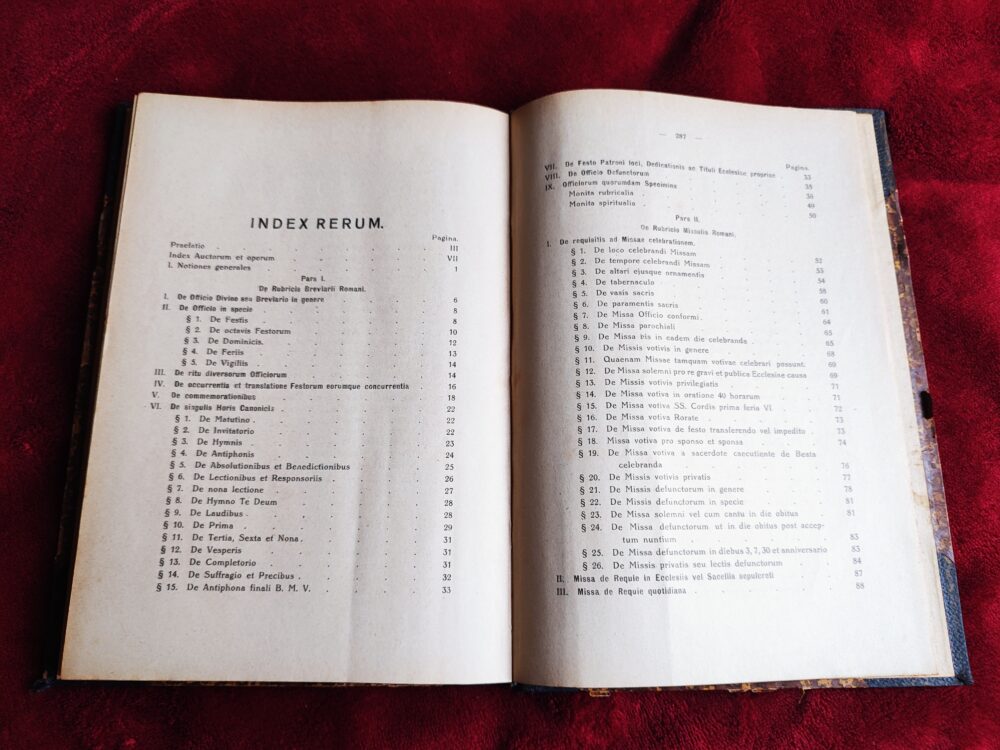 INDEX RERUM.
Pagina.
Praefatio III
Index Auctorum et operum VII
I. Notiones generales 1
Pars I.
De Rubricis Breviarii Romani.
I. De Officio Divino seu Breviario in genere 6
II. De Officio in specie 8
§ 1. De Festis 8
§ 2. De octavis Festorum 10
§ 3. De Dominicis. 12
§ 4. De Feriis 13
§ 5. De Vigiliis 14
III. De ritu diversorum Officiorum 14
IV. De occurrentia et translatione Festorum eorumque concurrentia 16
V. De commemorationibus 18
VI. De singulis Horis Canonicis 22
§ 1. De Matutino 22
§ 2. De Invitatorio 22
§ 3. De Hymnis 23
§ 4. De Antiphonis 24
§ 5. De Absolutionibus et Benedictionibus 25
§ 6. De Lectionibus et Responsoriis 26
§ 7. De nona lectione 27
§ 8. De Hymno Te Deum 28
§ 9. De Laudibus 28
§ 10. De Prima 29
§ 11. De Tertia, Sexta et Nona 31
§ 12. De Vesperis 31
§ 13. De Completorio 31
§ 14. De Suffragio et Precibus 32
§ 15. De Antiphona finali B. M. V. 33
— 287 —
Pagina.
VII. De Festo Patroni loci, Dedicationis ac Tituli Ecclesiae propriae 33
VIII. De Officio Defunctorum 35
IX. Officiorum quorumdam Specimina 36
Monita rubricalia 40
Monita spiritualia 50
Pars II.
De Rubricis Missalis Romani.
I. De requisitis ad Missae celebrationem.
§ 1. De loco celebrandi Missam 52
§ 2. De tempore celebrandi Missam 53
§ 3. De altari ejusque ornamentis 54
§ 4. De tabernaculo 58
§ 5. De vasis sacris 60
§ 6. De paramentis sacris 61
§ 7. De Missa Officio conformi 64
§ 8. De Missa parochiali 65
§ 9. De Missa bis in eadem die celebranda 65
§ 10. De Missis votivis in genere 68
§ 11. Quaenam Missae tamquam votivae celebrari possunt. 69
§ 12. De Missa solemni pro re gravi et publica Ecclesiae causa 69
§ 13. De Missis votivis privilegiatis 71
§ 14. De Missa votiva in oratione 40 horarum 71
§ 15. De Missa votiva SS. Cordis prima feria VI. 72
§ 16. De Missa votiva Rorate 73
§ 17. De Missa votiva de festo transferendo vel impedito 73
§ 18. Missa votiva pro sponso et sponsa 74
§ 19. De Missa votiva a sacerdote caecutiente de Beata
celebranda 76
§ 20. De Missis votivis privatis 77
§ 21. De Missis defunctorum in genere 78
§ 22. De Missis defunctorum in specie 81
§ 23. De Missa solemni vel cum cantu in die obitus 81
§ 24. De Missa defunctorum ut in die obitus post accep-
tum nuntium 83
§ 25. De Missa defunctorum in diebus 3, 7, 30 et anniversario 83
§ 26. De Missis privatis seu lectis defunctorum 84
II. Missa de Requie in Ecclesiis vel Sacellis sepulcreti 87
III. Missa de Requie quotidiana 88